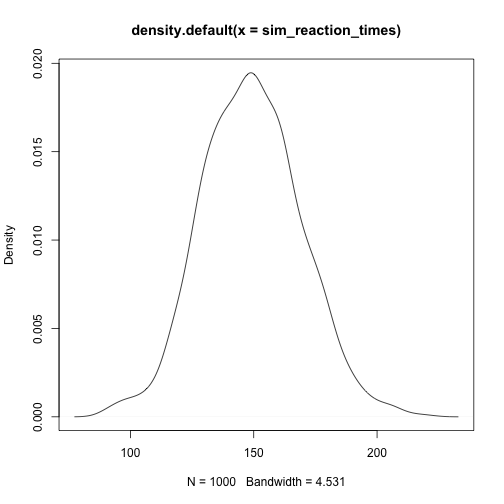 density.default(x = sim_reaction_times)
Density
0.000
0.005
0.010
0.015
0.020
100
150
200
N = 1000 Bandwidth = 4.531